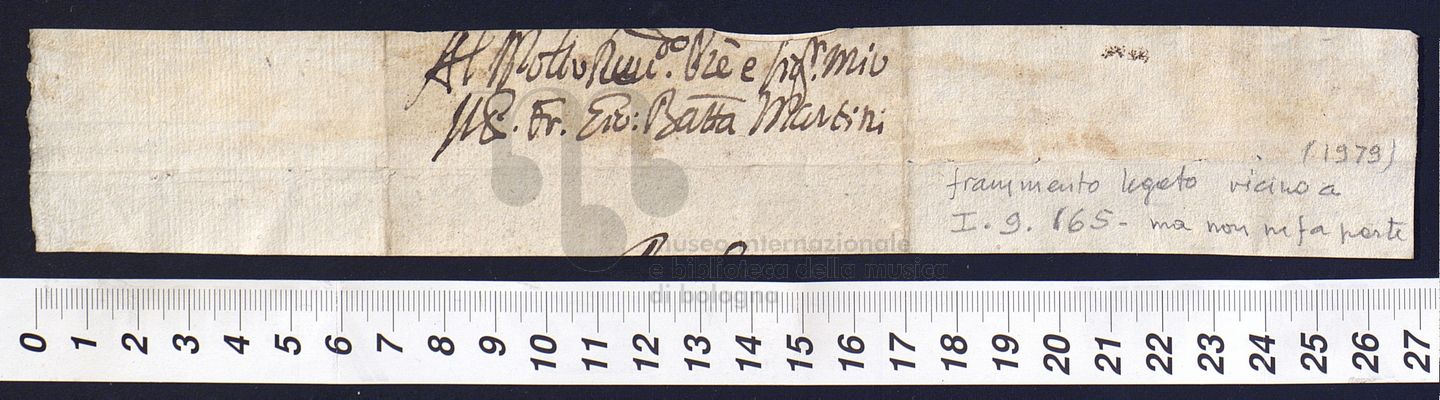 Al Molto Rev.do Pre e Sig.r mio
Il P. Fr. Gio: Batta Martini
(1979)
frammento legato vicino a
I. 9. 165 - ma non ne fa parte
museo internazionale
e biblioteca della musica
di bologna
0 1 2 3 4 5 6 7 8 9 10 11 12 13 14 15 16 17 18 19 20 21 22 23 24 25 26 27